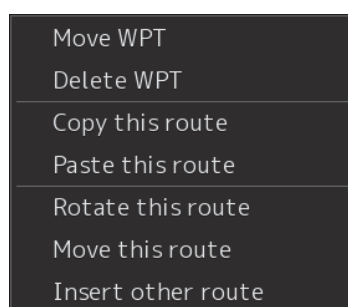 Move WPT
Delete WPT
Copy this route
Paste this route
Rotate this route
Move this route
Insert other route